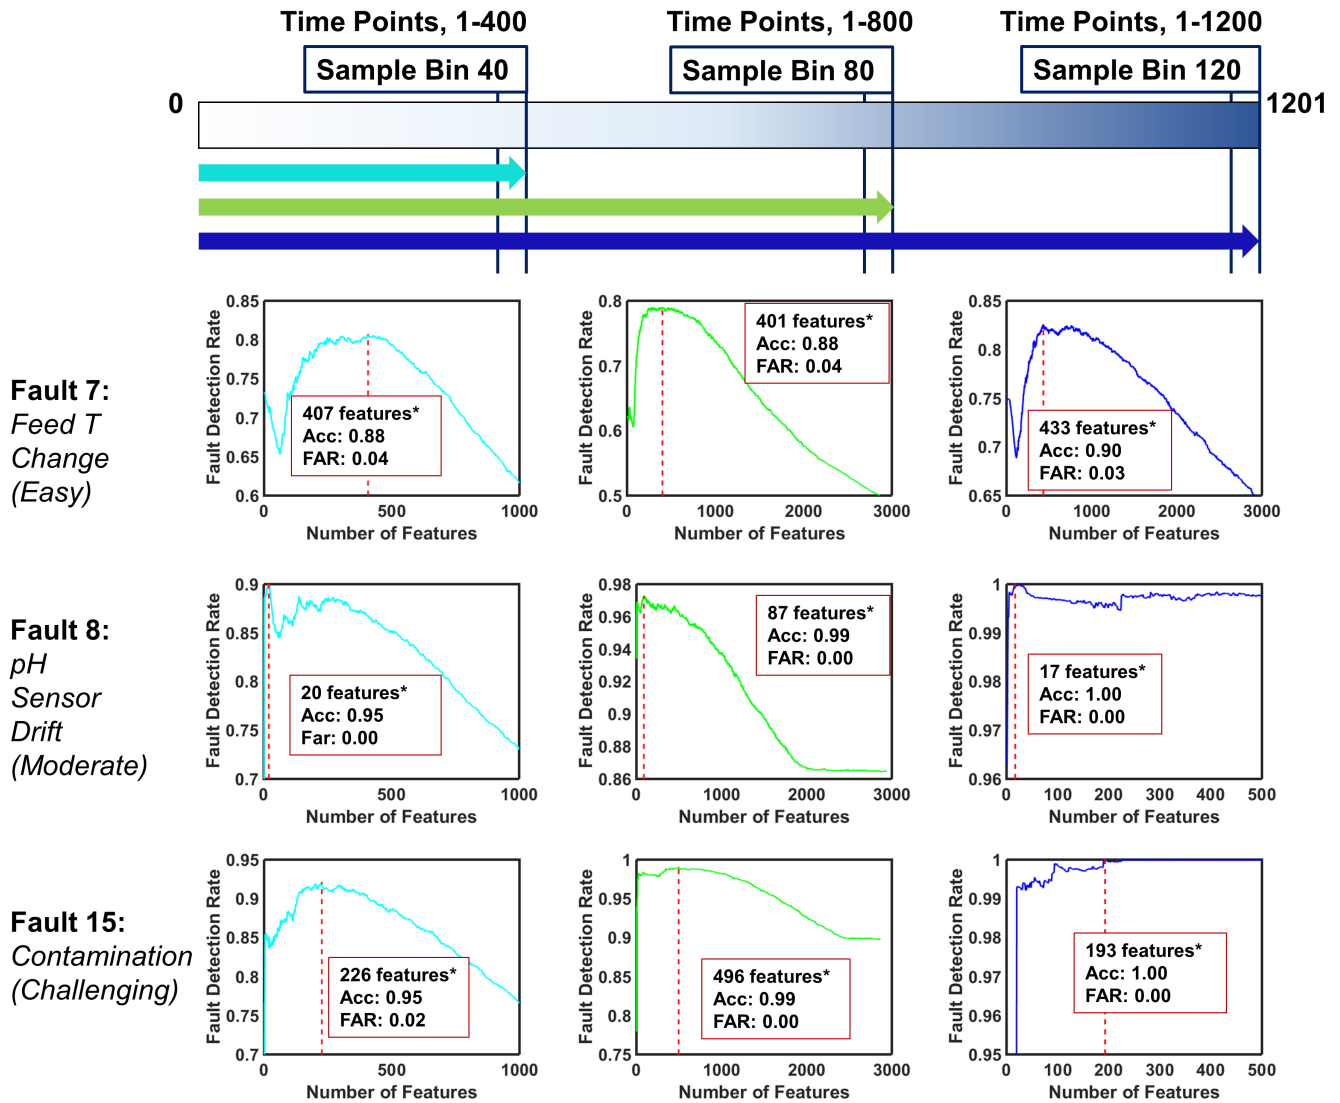 Time Points, 1-400
Time Points, 1-800
Time Points, 1-1200
Sample Bin 40
Sample Bin 80
Sample Bin 120
0
1201
Fault 7:
Feed T
Change
(Easy)
Fault Detection Rate
0.85
0.8
0.75
0.7
0.65
0.6
407 features*
Acc: 0.88
FAR: 0.04
0
500
1000
Number of Features
Fault Detection Rate
0.8
0.7
0.6
0.5
401 features*
Acc: 0.88
FAR: 0.04
0
1000
2000
3000
Number of Features
Fault Detection Rate
0.85
0.8
0.75
0.7
0.65
433 features*
Acc: 0.90
FAR: 0.03
0
1000
2000
3000
Number of Features
Fault 8:
pH
Sensor
Drift
(Moderate)
Fault Detection Rate
0.9
0.85
0.8
0.75
0.7
20 features*
Acc: 0.95
Far: 0.00
0
500
1000
Number of Features
Fault Detection Rate
0.98
0.96
0.94
0.92
0.9
0.88
0.86
87 features*
Acc: 0.99
FAR: 0.00
0
1000
2000
3000
Number of Features
Fault Detection Rate
1
0.99
0.98
0.97
0.96
17 features*
Acc: 1.00
FAR: 0.00
0
100
200
300
400
500
Number of Features
Fault 15:
Contamination
(Challenging)
Fault Detection Rate
0.95
0.9
0.85
0.8
0.75
0.7
226 features*
Acc: 0.95
FAR: 0.02
0
500
1000
Number of Features
Fault Detection Rate
1
0.95
0.9
0.85
0.8
0.75
496 features*
Acc: 0.99
FAR: 0.00
0
1000
2000
3000
Number of Features
Fault Detection Rate
1
0.99
0.98
0.97
0.96
0.95
193 features*
Acc: 1.00
FAR: 0.00
0
100
200
300
400
500
Number of Features